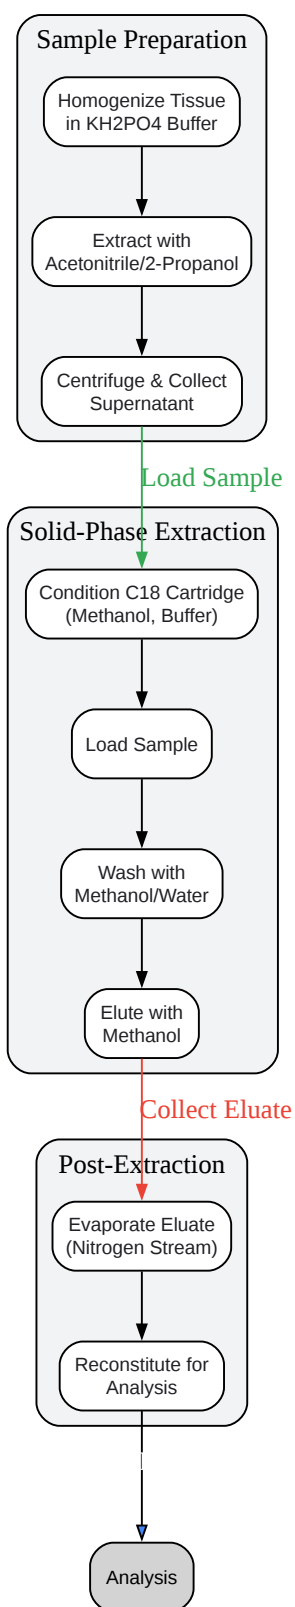 Sample Preparation
Homogenize Tissue
in KH2PO4 Buffer
Extract with
Acetonitrile/2-Propanol
Centrifuge & Collect
Supernatant
Load Sample
Solid-Phase Extraction
Condition C18 Cartridge
(Methanol, Buffer)
Load Sample
Wash with
Methanol/Water
Elute with
Methanol
Collect Eluate
Post-Extraction
Evaporate Eluate
(Nitrogen Stream)
Reconstitute for
Analysis
Analysis